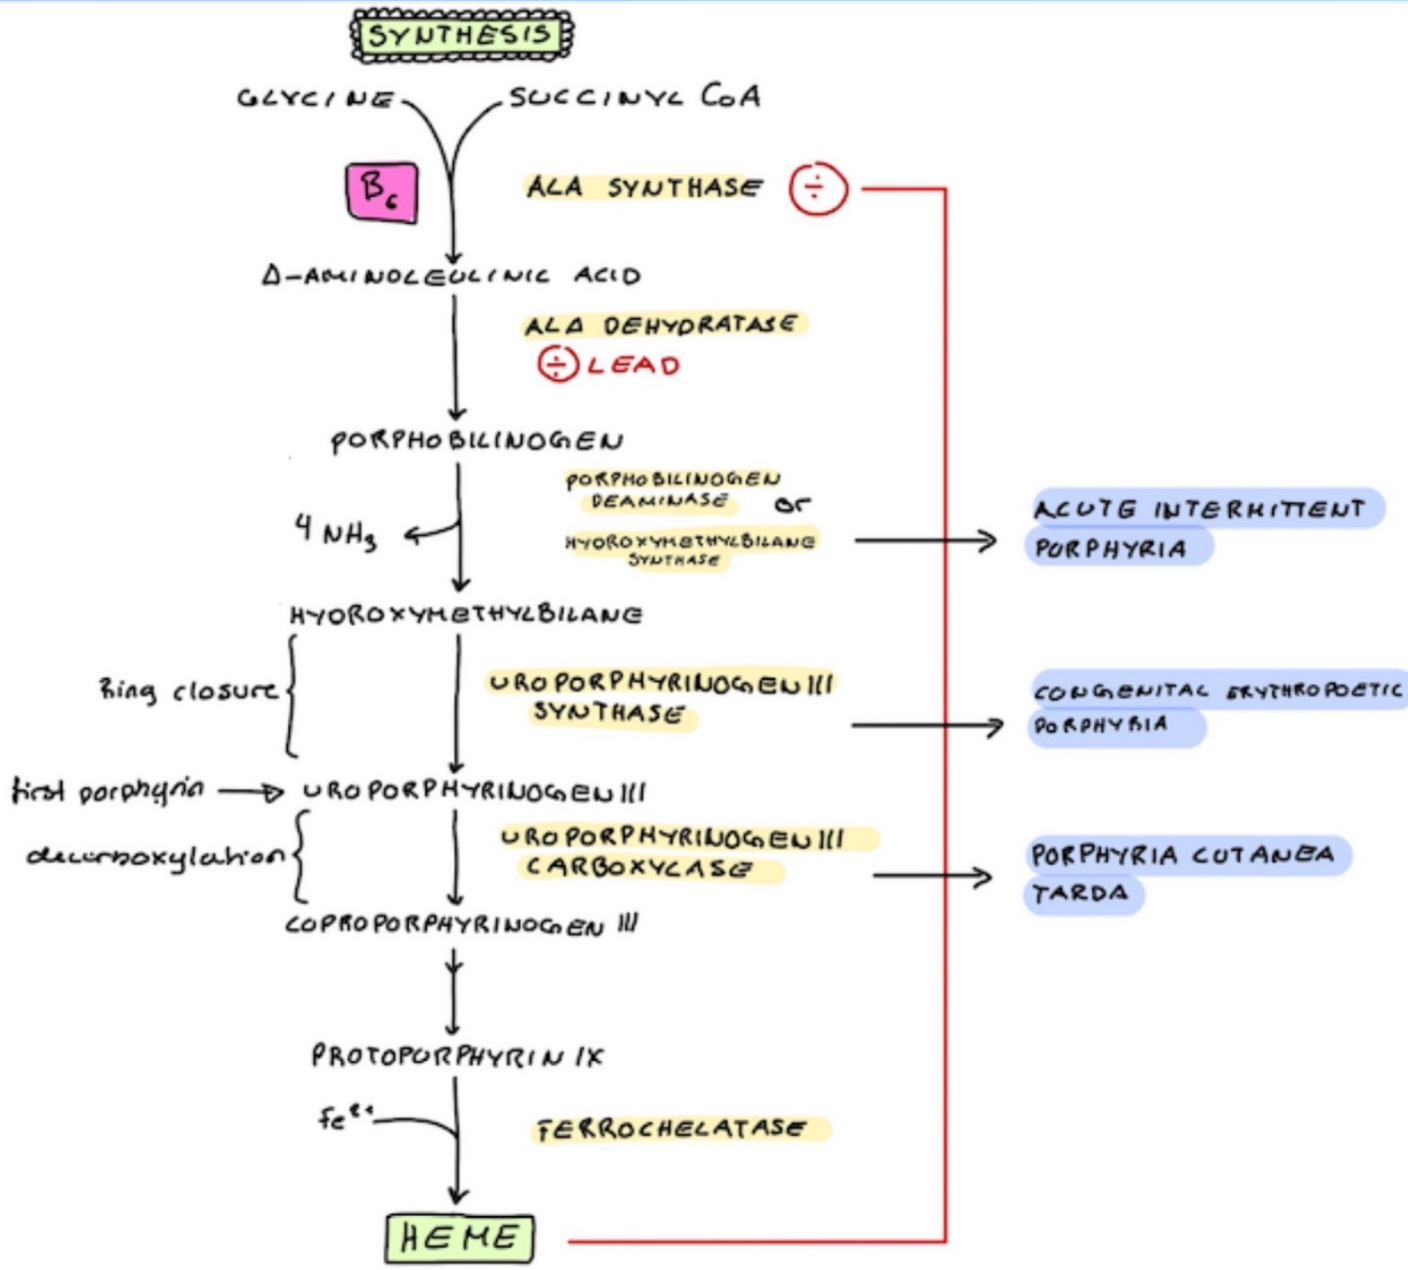 SYNTHESIS
GLYCINE
SUCCINYL CoA
B6
ALA SYNTHASE ÷
Δ-AMINOLEULINIC ACID
ALA DEHYDRATASE
÷ LEAD
PORPHOBILINOGEN
PORPHOBILINOGEN
DEAMINASE or
HYDROXYMETHYLBILANE
SYNTHASE
4 NH3
ACUTE INTERMITTENT
PORPHYRIA
HYDROXYMETHYLBILANE
Ring closure
UROPORPHYRINOGEN III
SYNTHASE
CONGENITAL ERYTHROPOETIC
PORPHYRIA
first porphyrin
UROPORPHYRINOGEN III
decarboxylation
UROPORPHYRINOGEN III
CARBOXYLASE
PORPHYRIA CUTANEA
TARDA
COPROPORPHYRINOGEN III
PROTOPORPHYRIN IX
Fe2+
FERROCHELATASE
HEME